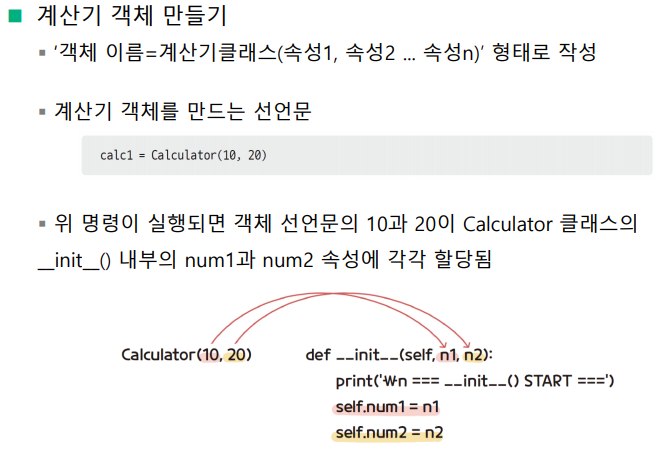 계산기 객체 만들기
‘객체 이름=계산기클래스(속성1, 속성2 ... 속성n)’ 형태로 작성
계산기 객체를 만드는 선언문
calc1 = Calculator(10, 20)
위 명령이 실행되면 객체 선언문의 10과 20이 Calculator 클래스의
__init__() 내부의 num1과 num2 속성에 각각 할당됨
Calculator(10, 20)
def __init__(self, n1, n2):
print('₩n === __init__() START ===')
self.num1 = n1
self.num2 = n2